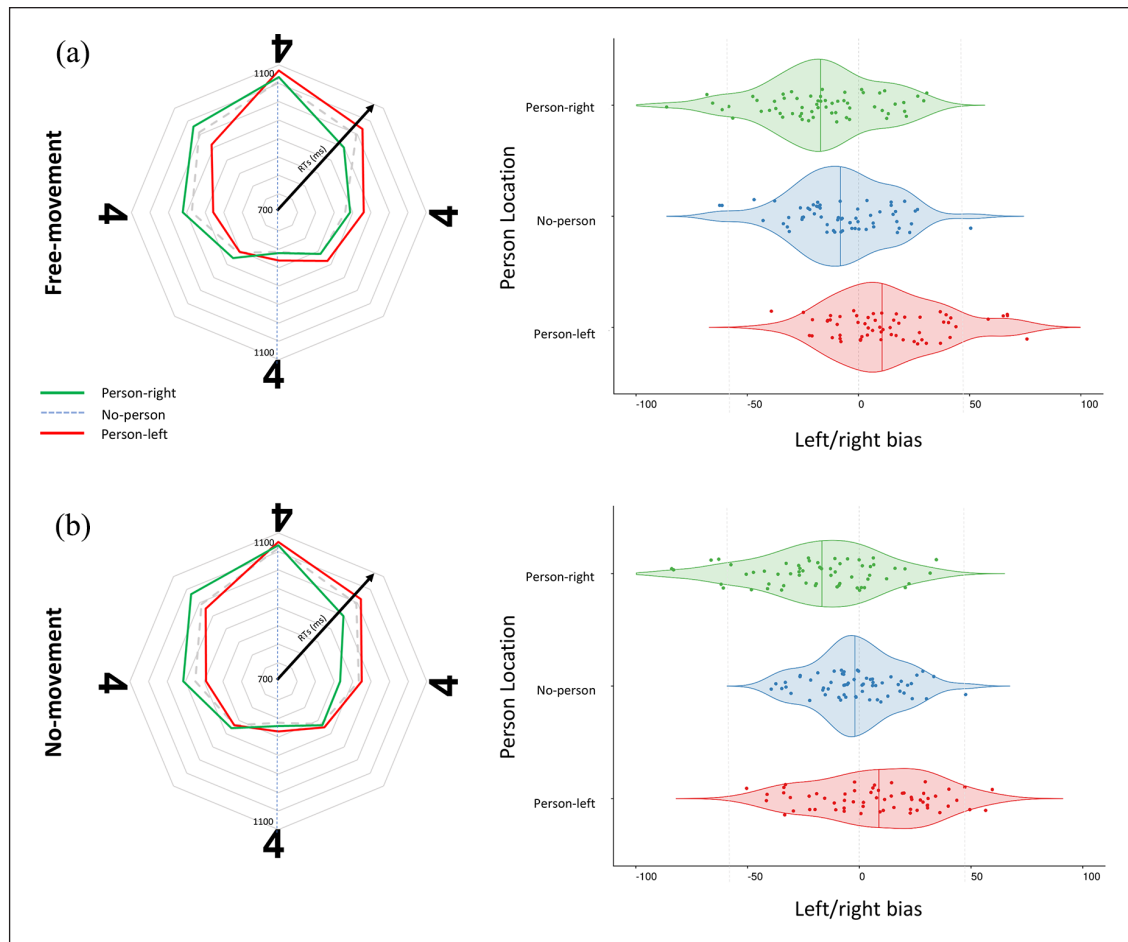 (a)
4
1100
RTs (ms)
Free-movement
4
700
4
1100
4
Person-right
No-person
Person-left
Person Location
Person-right
No-person
Person-left
-100
-50
0
50
100
Left/right bias
(b)
4
1100
RTs (ms)
No-movement
4
700
4
1100
4
Person Location
Person-right
No-person
Person-left
-100
-50
0
50
100
Left/right bias